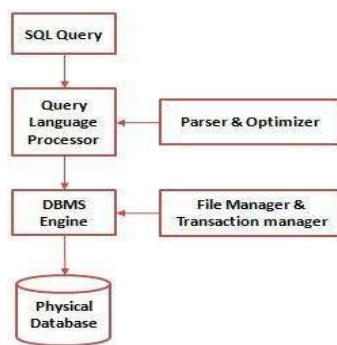 SQL Query
Query
Language
Processor
Parser & Optimizer
DBMS
Engine
File Manager &
Transaction manager
Physical
Database